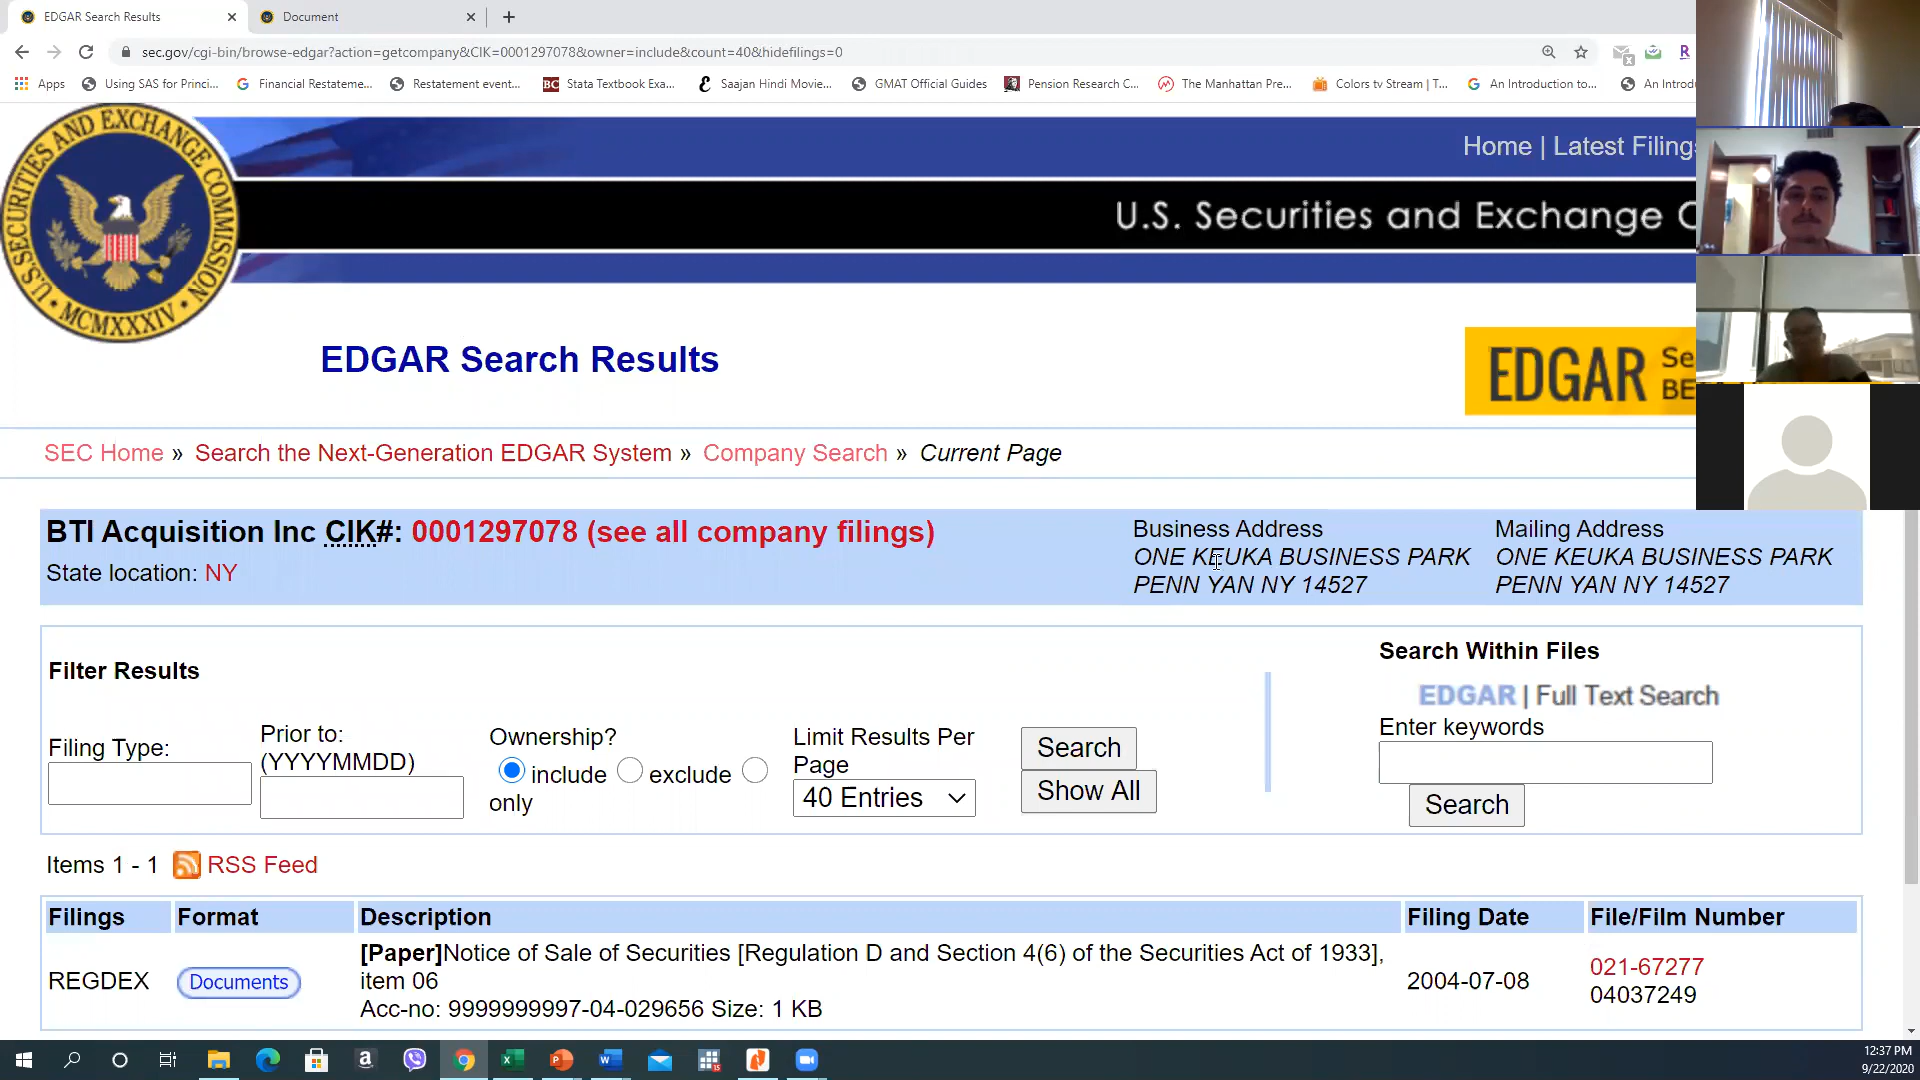 EDGAR Search Results
Document
sec.gov/cgi-bin/browse-edgar?action=getcompany&CIK=0001297078&owner=include&count=40&hidefilings=0
Apps
Using SAS for Princi...
Financial Restateme...
Restatement event...
BC
Stata Textbook Exa...
Saajan Hindi Movie...
GMAT Official Guides
Pension Research C...
The Manhattan Pre...
Colors tv Stream | T...
An Introduction to...
An Introd
SECURITIES AND EXCHANGE COMMISSION
U.S.
MCMXXXIV
Home | Latest Filings
U.S. Securities and Exchange C
EDGAR Search Results
EDGAR Se
BE
SEC Home » Search the Next-Generation EDGAR System » Company Search » Current Page
BTI Acquisition Inc CIK#: 0001297078 (see all company filings)
State location: NY
Business Address
ONE KEUKA BUSINESS PARK
PENN YAN NY 14527
Mailing Address
ONE KEUKA BUSINESS PARK
PENN YAN NY 14527
Filter Results
Filing Type:
Prior to:
(YYYYMMDD)
Ownership?
include exclude
only
Limit Results Per
Page
40 Entries
Search
Show All
Search Within Files
EDGAR | Full Text Search
Enter keywords
Search
Items 1 - 1 RSS Feed
Filings Format Description Filing Date File/Film Number
REGDEX
Documents
[Paper]Notice of Sale of Securities [Regulation D and Section 4(6) of the Securities Act of 1933],
item 06
Acc-no: 9999999997-04-029656 Size: 1 KB
2004-07-08
021-67277
04037249
12:37 PM
9/22/2020